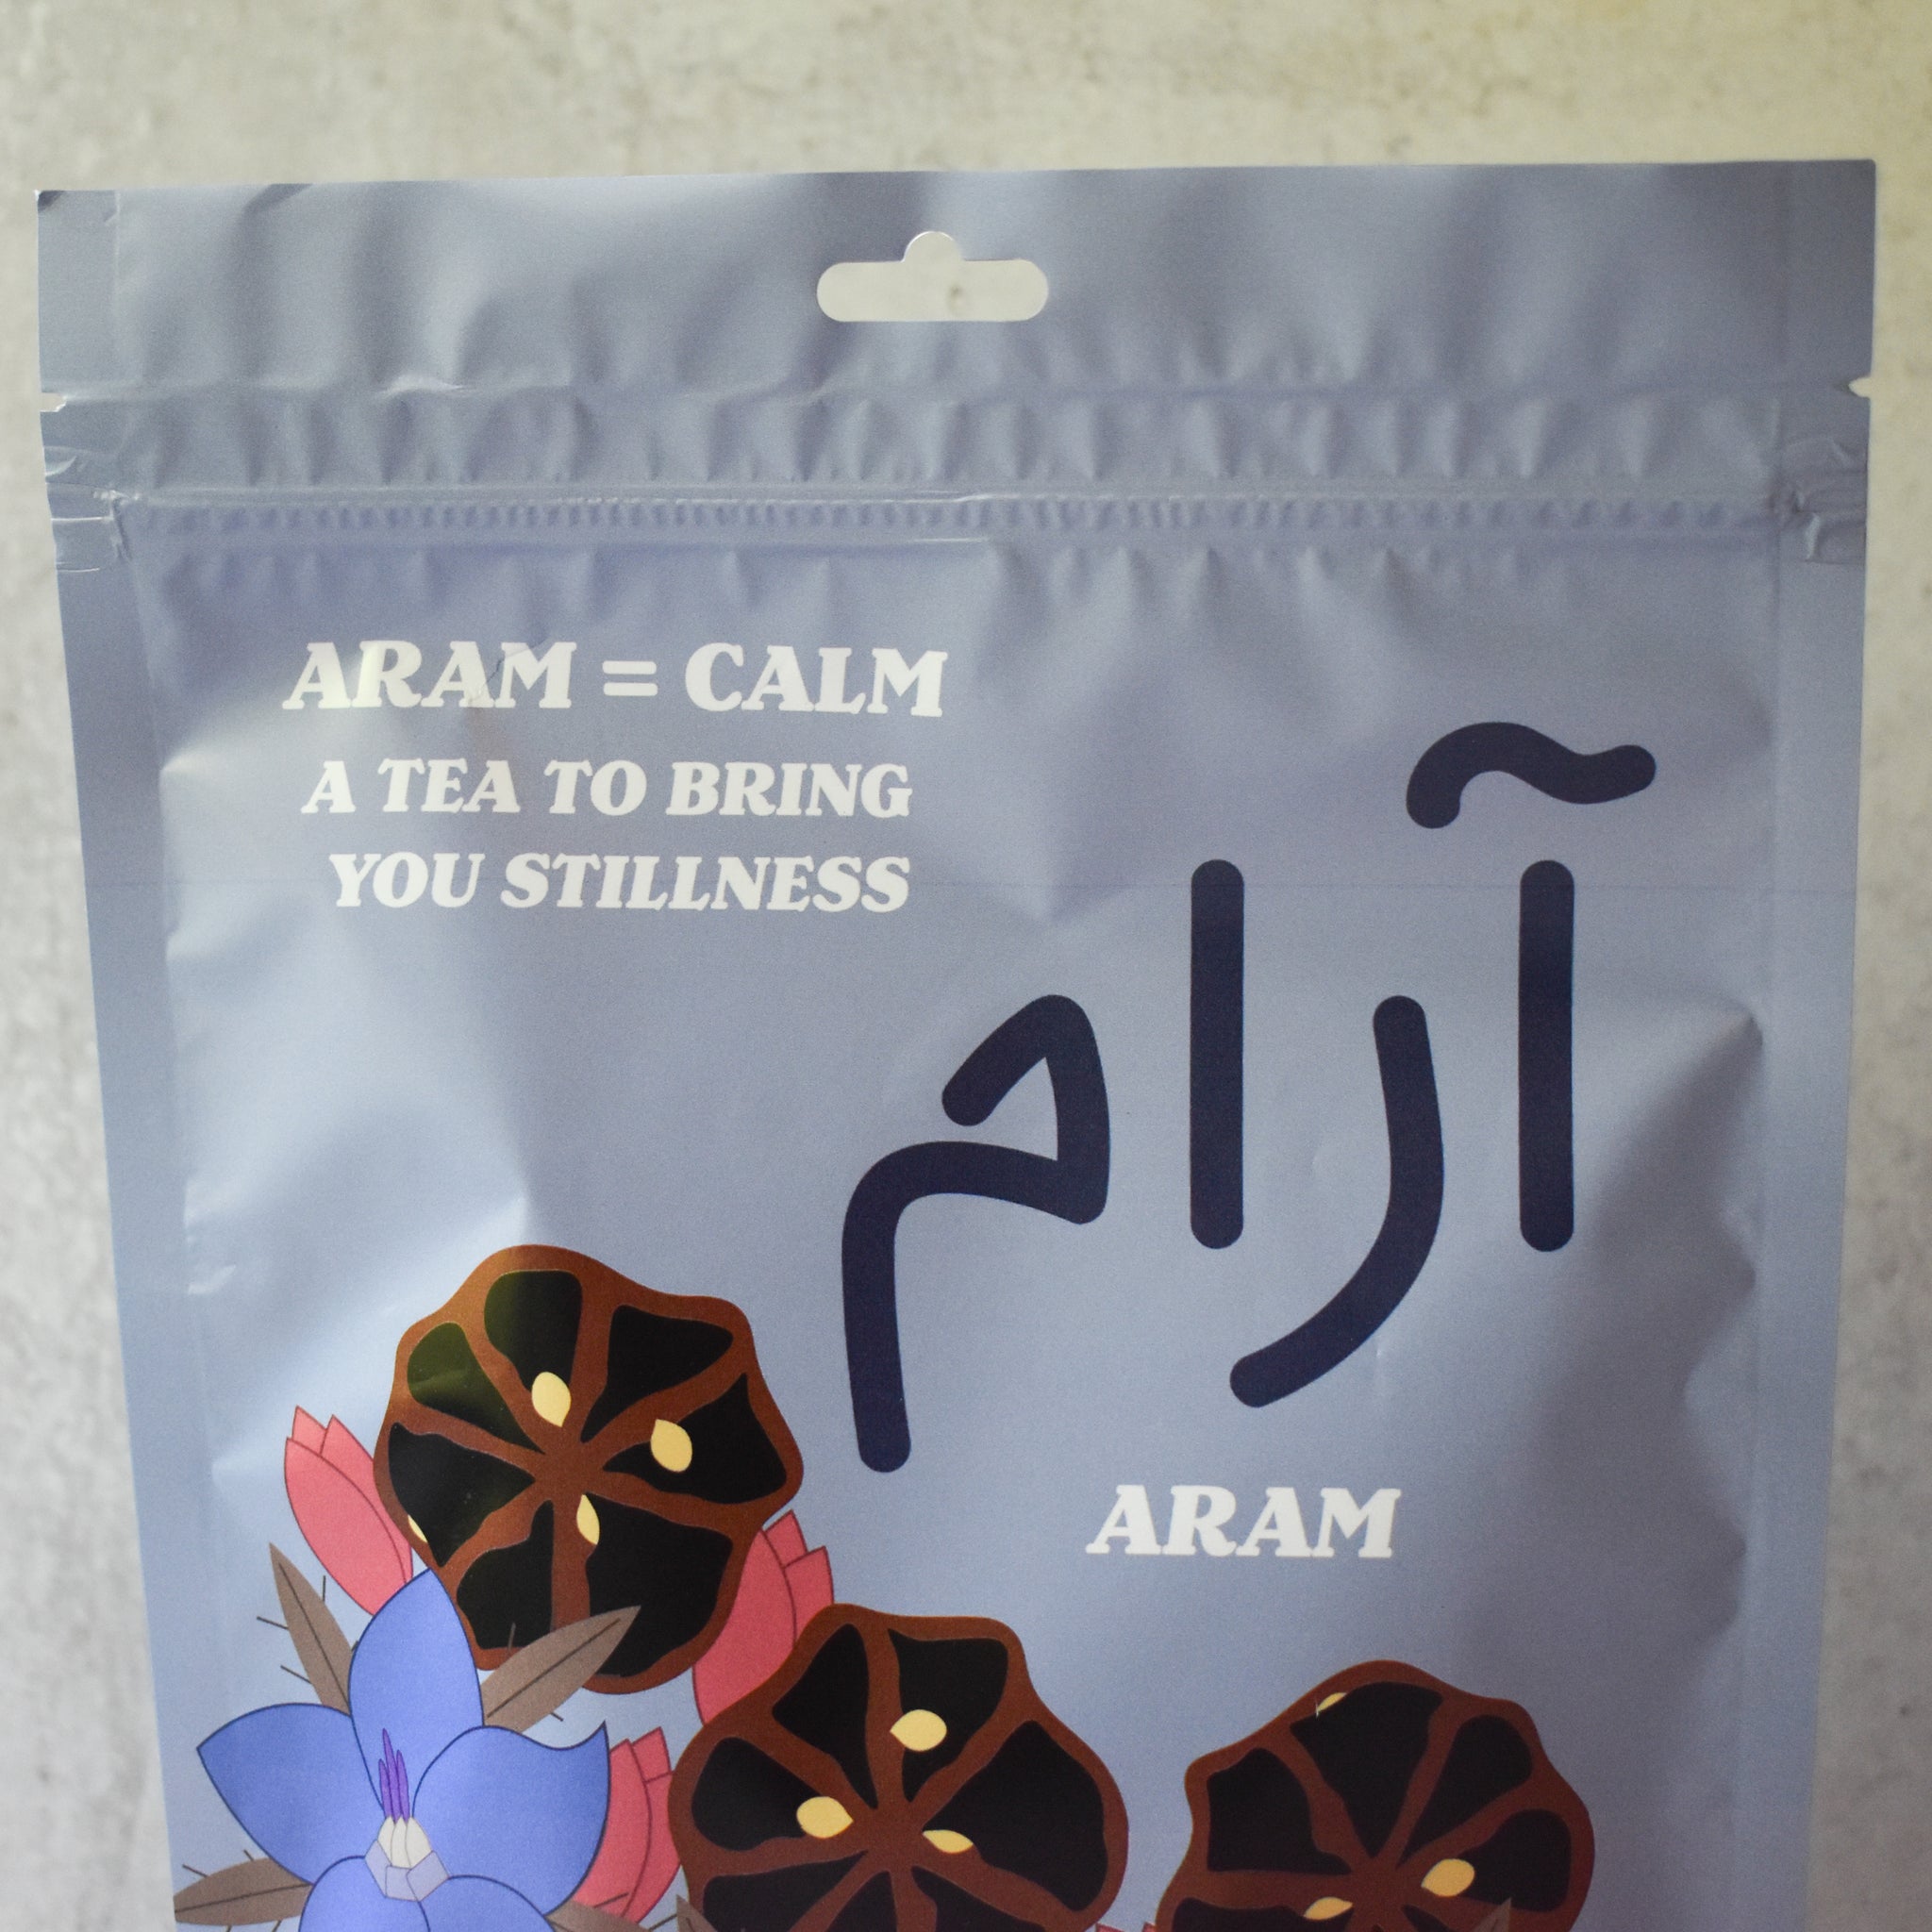 ARAM = CALM
A TEA TO BRING
YOU STILLNESS
آرام
ARAM